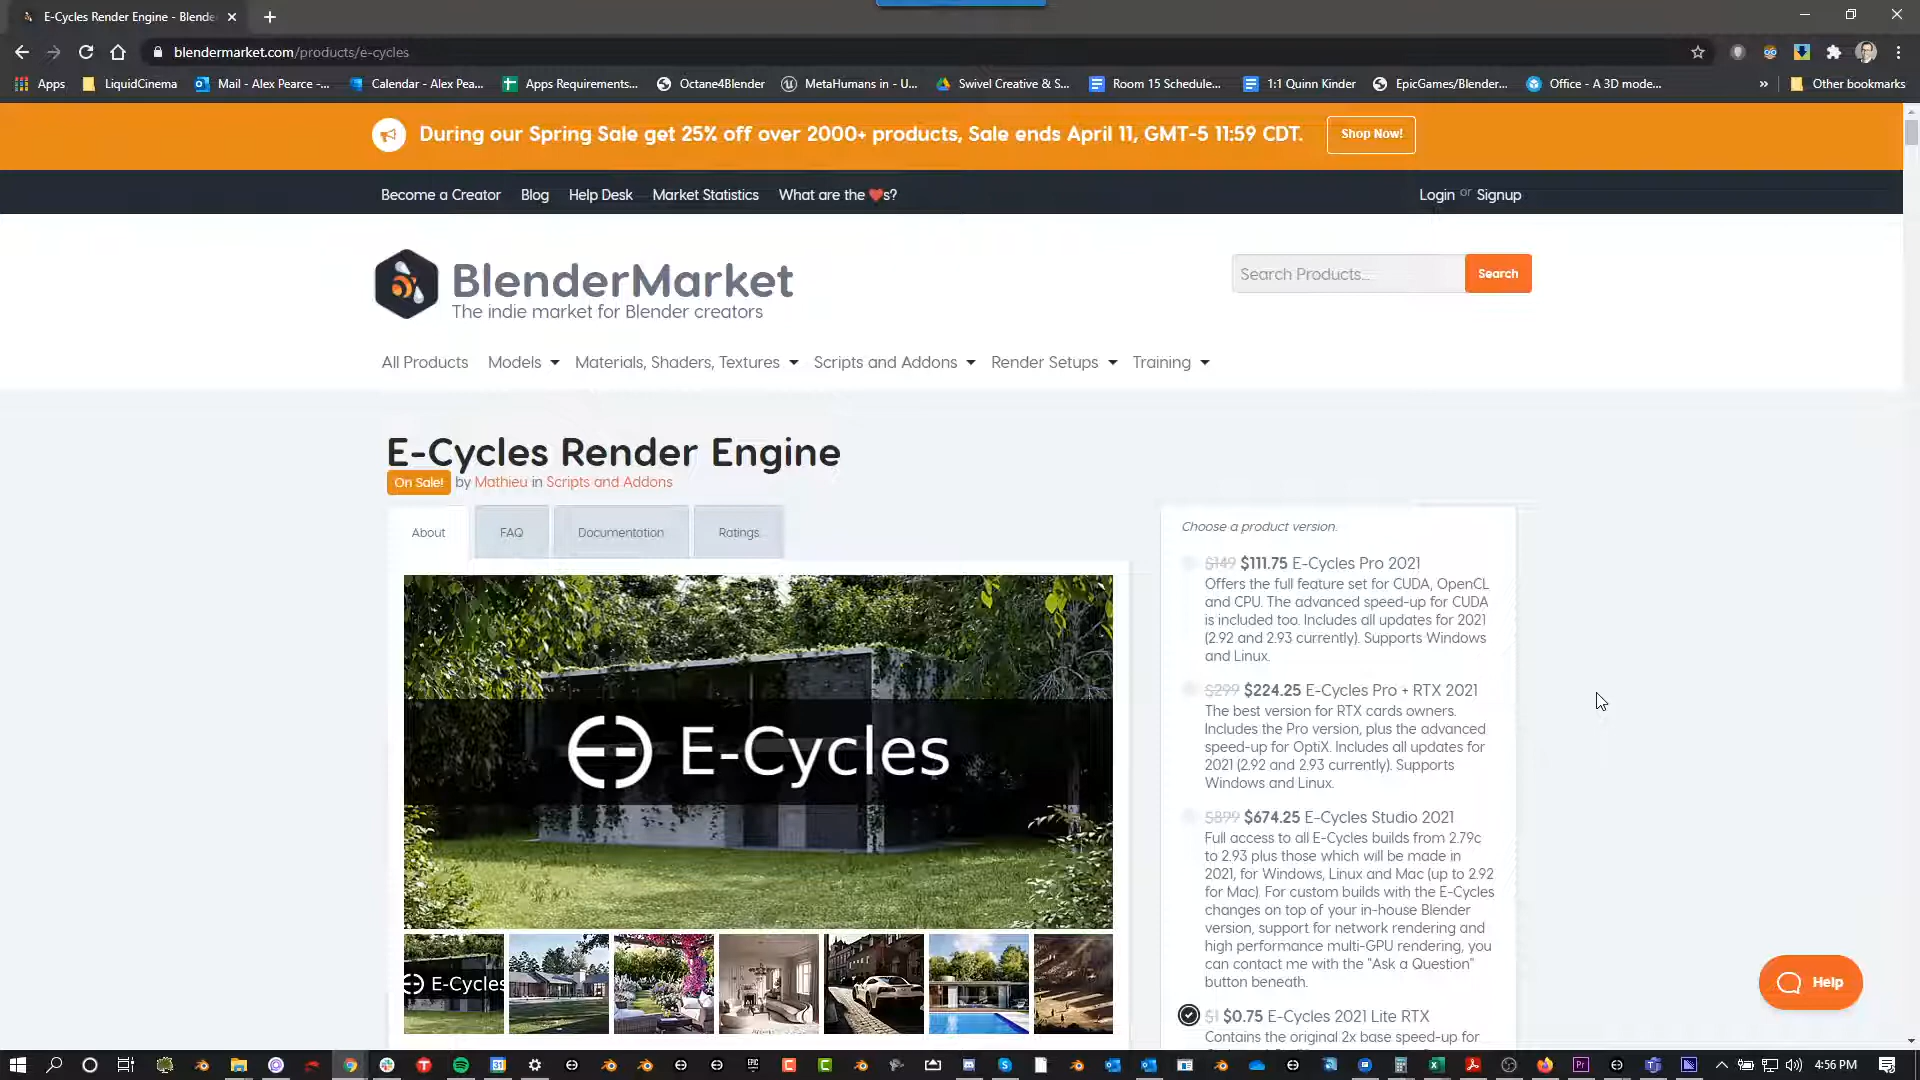 E-Cycles Render Engine - Blende
blendermarket.com/products/e-cycles
Apps
LiquidCinema
Mail - Alex Pearce -...
Calendar - Alex Pea...
Apps Requirements...
Octane4Blender
MetaHumans in - U...
Swivel Creative & S...
Room 15 Schedule...
1:1 Quinn Kinder
EpicGames/Blender...
Office - A 3D mode...
»
Other bookmarks
During our Spring Sale get 25% off over 2000+ products, Sale ends April 11, GMT-5 11:59 CDT.
Shop Now!
Become a Creator Blog Help Desk Market Statistics What are the ❤s?
Login or Signup
BlenderMarket
The indie market for Blender creators
Search Products...
Search
All Products Models Materials, Shaders, Textures Scripts and Addons Render Setups Training
E-Cycles Render Engine
On Sale! by Mathieu in Scripts and Addons
About
FAQ
Documentation
Ratings
E-Cycles
E-Cycles
Choose a product version.
$149 $111.75 E-Cycles Pro 2021
Offers the full feature set for CUDA, OpenCL
and CPU. The advanced speed-up for CUDA
is included too. Includes all updates for 2021
(2.92 and 2.93 currently). Supports Windows
and Linux.
$299 $224.25 E-Cycles Pro + RTX 2021
The best version for RTX cards owners.
Includes the Pro version, plus the advanced
speed-up for OptiX. Includes all updates for
2021 (2.92 and 2.93 currently). Supports
Windows and Linux.
$899 $674.25 E-Cycles Studio 2021
Full access to all E-Cycles builds from 2.79c
to 2.93 plus those which will be made in
2021, for Windows, Linux and Mac (up to 2.92
for Mac). For custom builds with the E-Cycles
changes on top of your in-house Blender
version, support for network rendering and
high performance multi-GPU rendering, you
can contact me with the "Ask a Question"
button beneath.
$1 $0.75 E-Cycles 2021 Lite RTX
Contains the original 2x base speed-up for
Help
4:56 PM